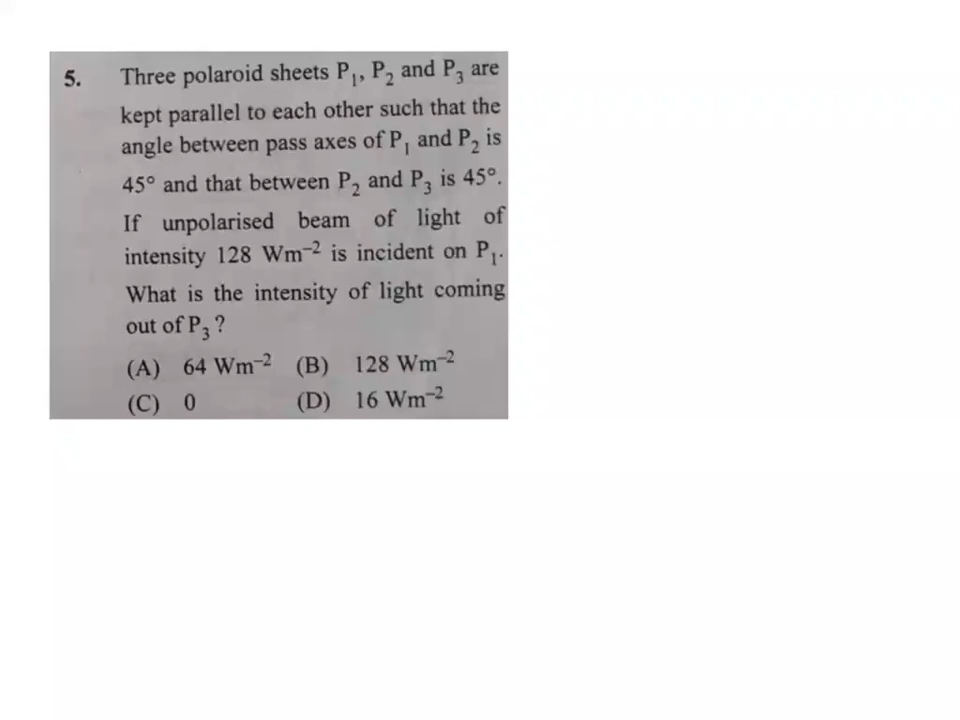 5. Three polaroid sheets P₁, P₂ and P₃ are
kept parallel to each other such that the
angle between pass axes of P₁ and P₂ is
45° and that between P₂ and P₃ is 45°.
If unpolarised beam of light of
intensity 128 Wm⁻² is incident on P₁.
What is the intensity of light coming
out of P₃ ?
(A) 64 Wm⁻² (B) 128 Wm⁻²
(C) 0 (D) 16 Wm⁻²